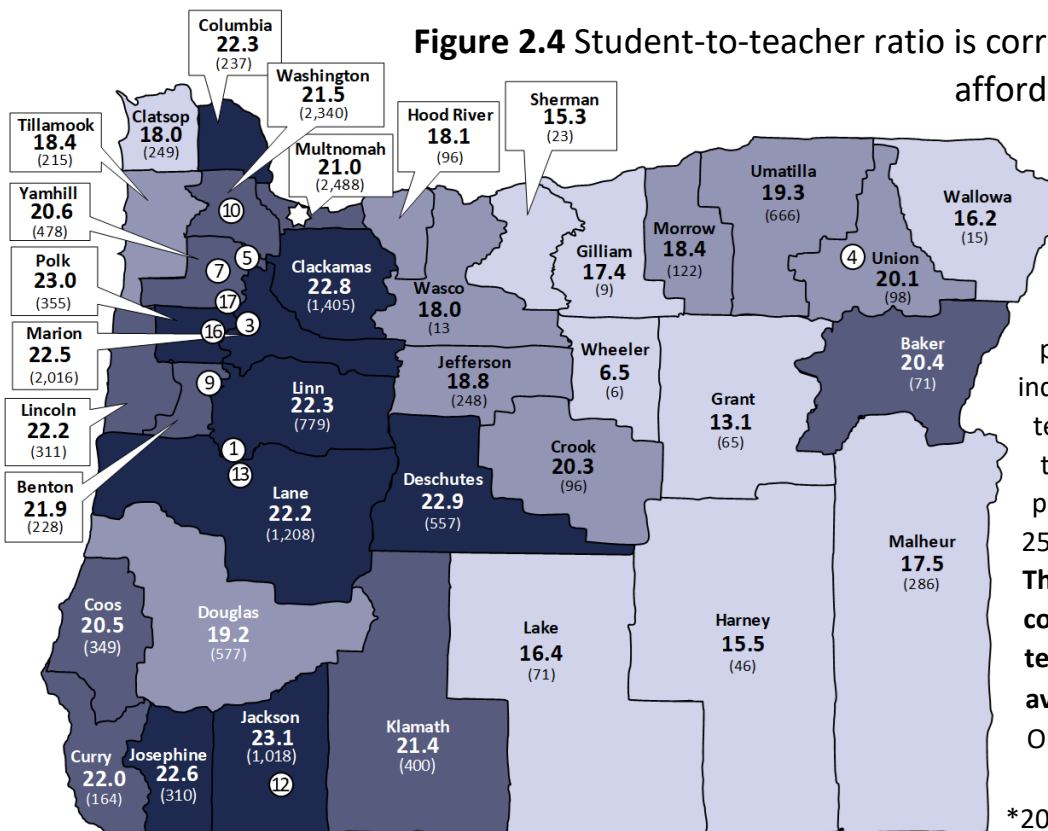 Figure 2.4 Student-to-teacher ratio is corr
afford
Columbia
22.3
(237)
Washington
21.5
(2,340)
Multnomah
21.0
(2,488)
Hood River
18.1
(96)
Sherman
15.3
(23)
Clatsop
18.0
(249)
Tillamook
18.4
(215)
Yamhill
20.6
(478)
Polk
23.0
(355)
Marion
22.5
(2,016)
Lincoln
22.2
(311)
Benton
21.9
(228)
10
5
7
17
16
3
9
1
13
Clackamas
22.8
(1,405)
Wasco
18.0
(13
Gilliam
17.4
(9)
Morrow
18.4
(122)
Umatilla
19.3
(666)
4
Union
20.1
(98)
Wallowa
16.2
(15)
Baker
20.4
(71)
Wheeler
6.5
(6)
Jefferson
18.8
(248)
Linn
22.3
(779)
Grant
13.1
(65)
Crook
20.3
(96)
Deschutes
22.9
(557)
Lane
22.2
(1,208)
Malheur
17.5
(286)
Coos
20.5
(349)
Douglas
19.2
(577)
Lake
16.4
(71)
Harney
15.5
(46)
Curry
22.0
(164)
Josephine
22.6
(310)
Jackson
23.1
(1,018)
12
Klamath
21.4
(400)
p
ind
te
t
p
25
Th
co
te
av
O
*20